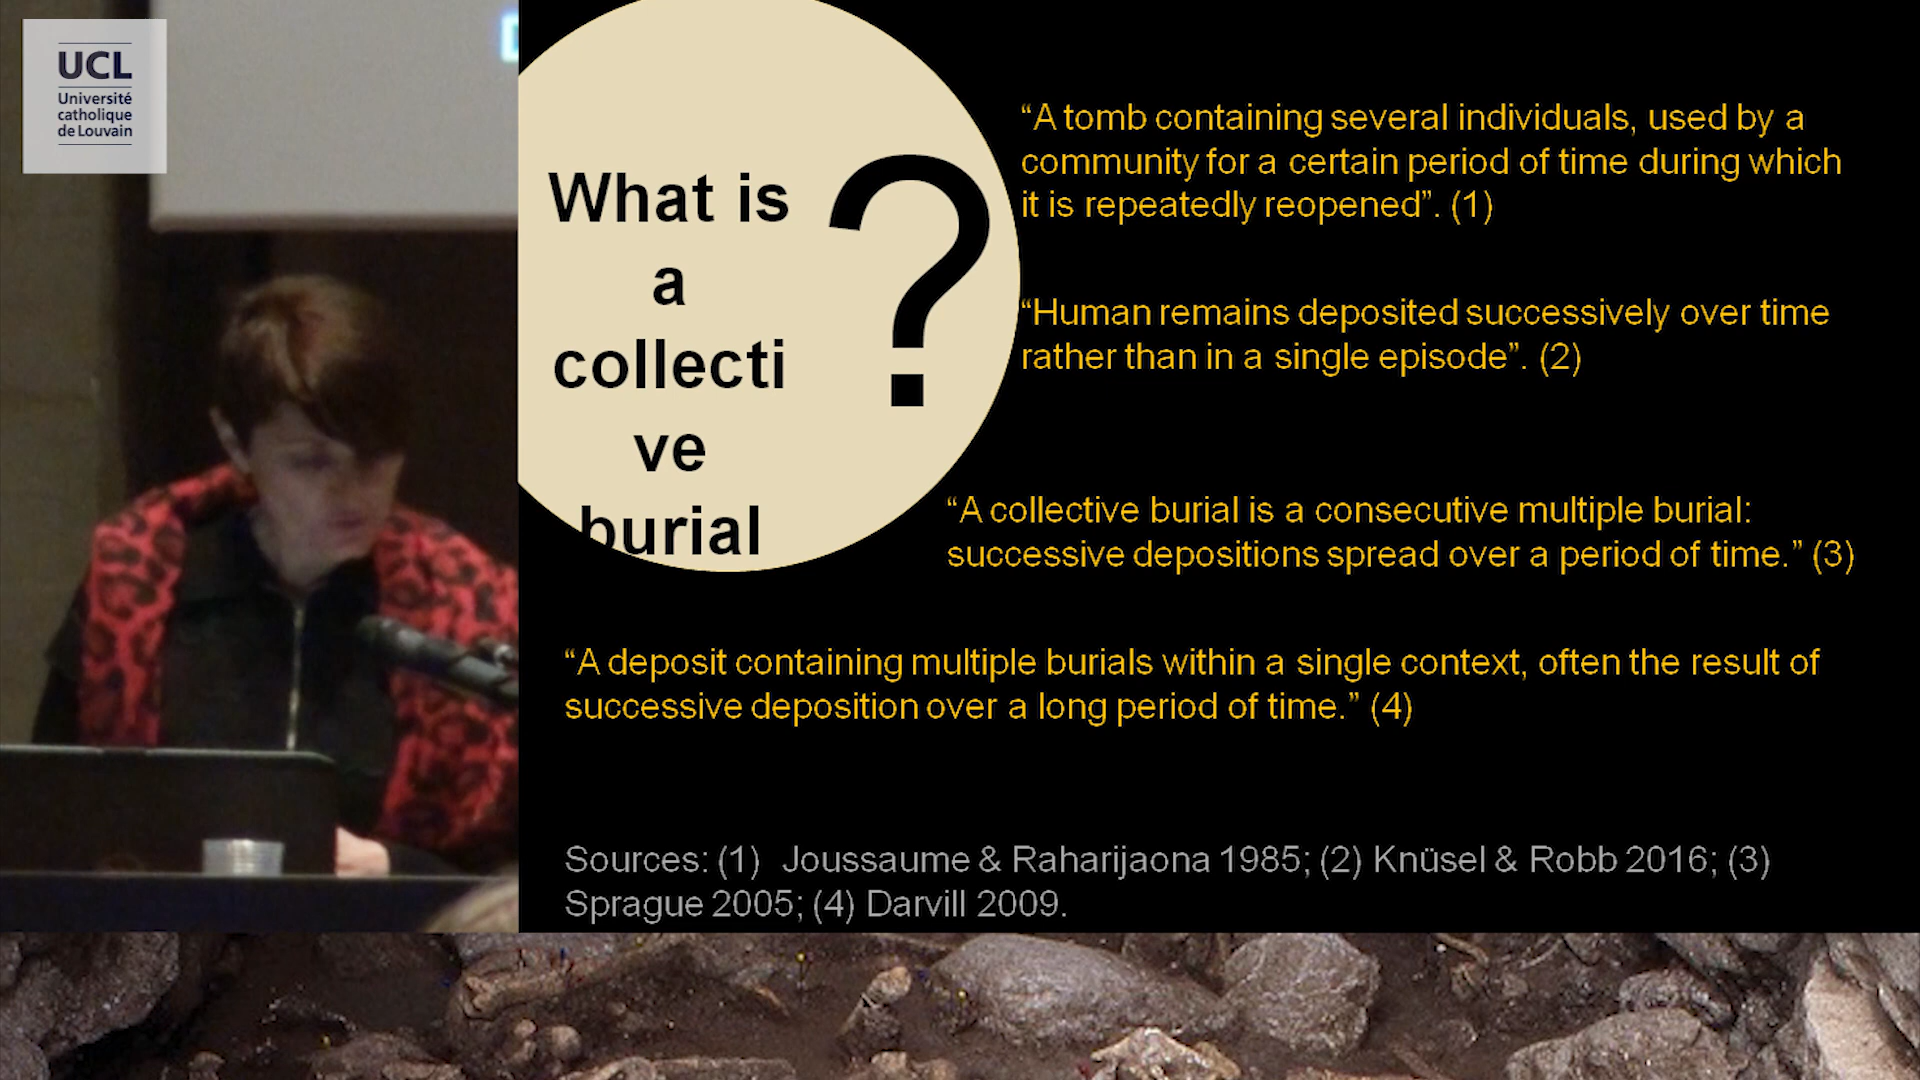 UCL
Université
catholique
de Louvain
What is
a
collecti
ve
burial
?
“A tomb containing several individuals, used by a
community for a certain period of time during which
it is repeatedly reopened”. (1)
“Human remains deposited successively over time
rather than in a single episode”. (2)
“A collective burial is a consecutive multiple burial:
successive depositions spread over a period of time.” (3)
“A deposit containing multiple burials within a single context, often the result of
successive deposition over a long period of time.” (4)
Sources: (1) Joussaume & Raharijaona 1985; (2) Knüsel & Robb 2016; (3)
Sprague 2005; (4) Darvill 2009.